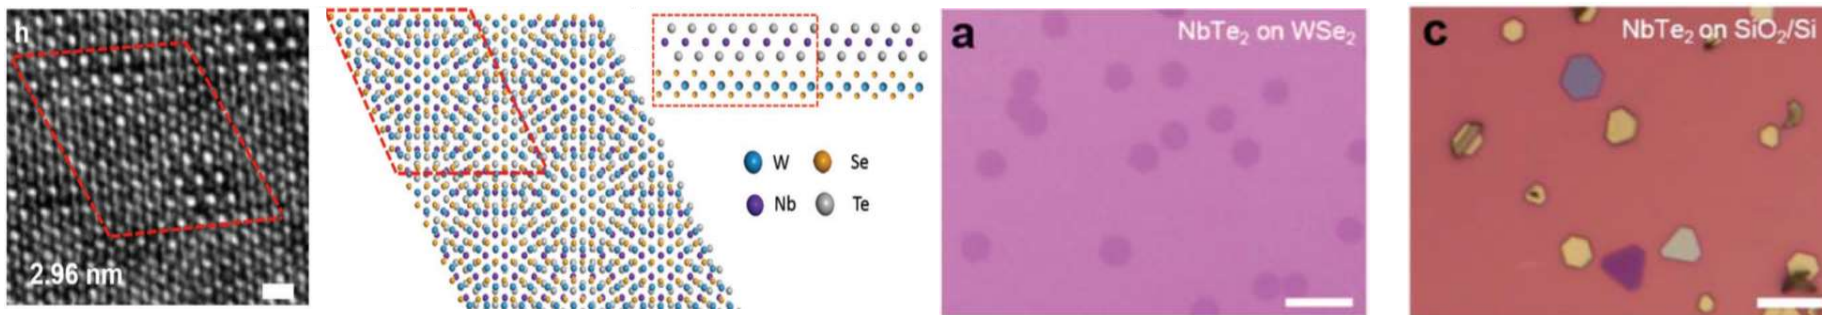 h
2.96 nm
W Se
Nb Te
a NbTe₂ on WSe₂
c NbTe₂ on SiO₂/Si